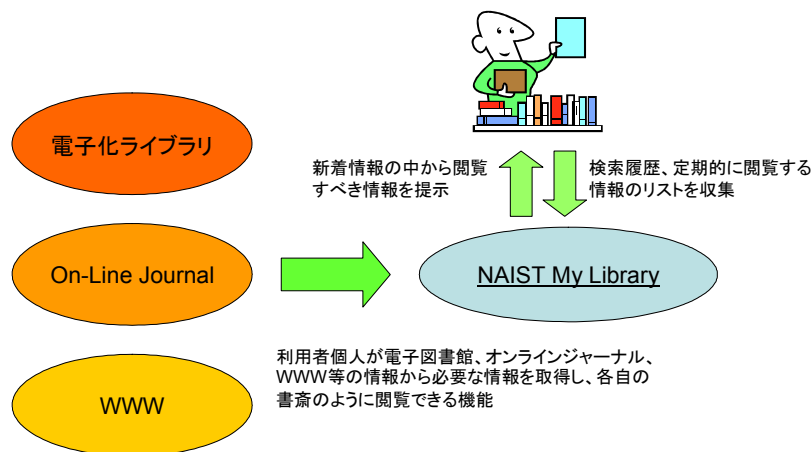 電子化ライブラリ
新着情報の中から閲覧
すべき情報を提示
検索履歴、定期的に閲覧する
情報のリストを収集
On-Line Journal
NAIST My Library
利用者個人が電子図書館、オンラインジャーナル、
WWW等の情報から必要な情報を取得し、各自の
書斎のように閲覧できる機能
WWW